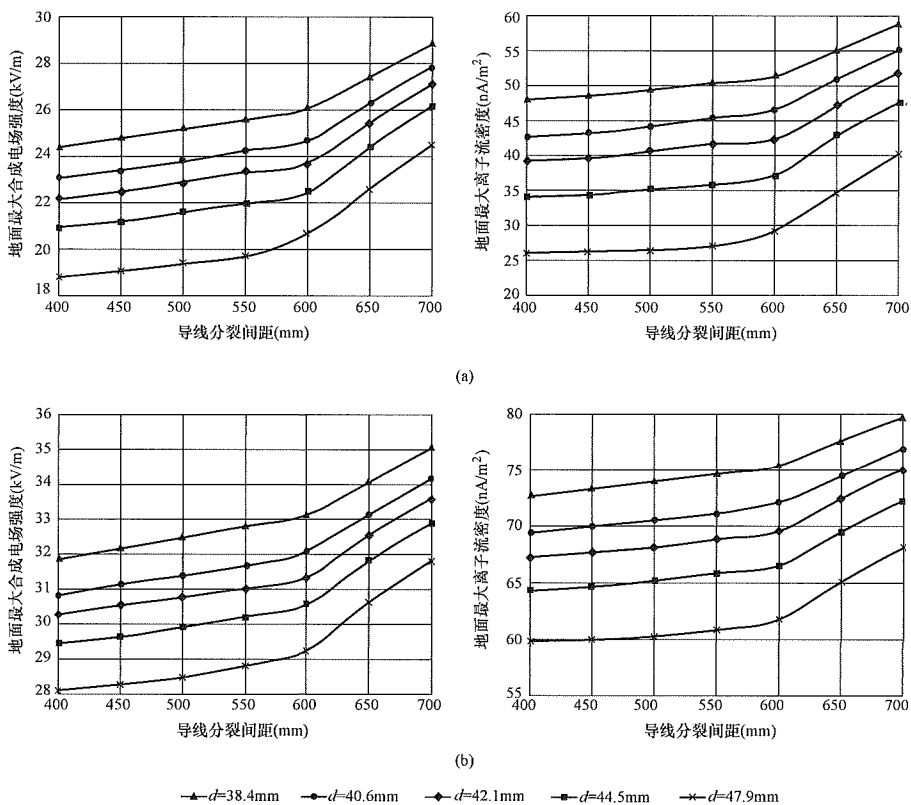 地面最大合成电场强度(kV/m)
30
28
26
24
22
20
18
400 450 500 550 600 650 700
导线分裂间距(mm)
地面最大离子流密度(nA/m²)
60
55
50
45
40
35
30
25
20
400 450 500 550 600 650 700
导线分裂间距(mm)
(a)
地面最大合成电场强度(kV/m)
36
35
34
33
32
31
30
29
28
400 450 500 550 600 650 700
导线分裂间距(mm)
地面最大离子流密度(nA/m²)
80
75
70
65
60
55
400 450 500 550 600 650 700
导线分裂间距(mm)
(b)
d=38.4mm d=40.6mm d=42.1mm d=44.5mm d=47.9mm